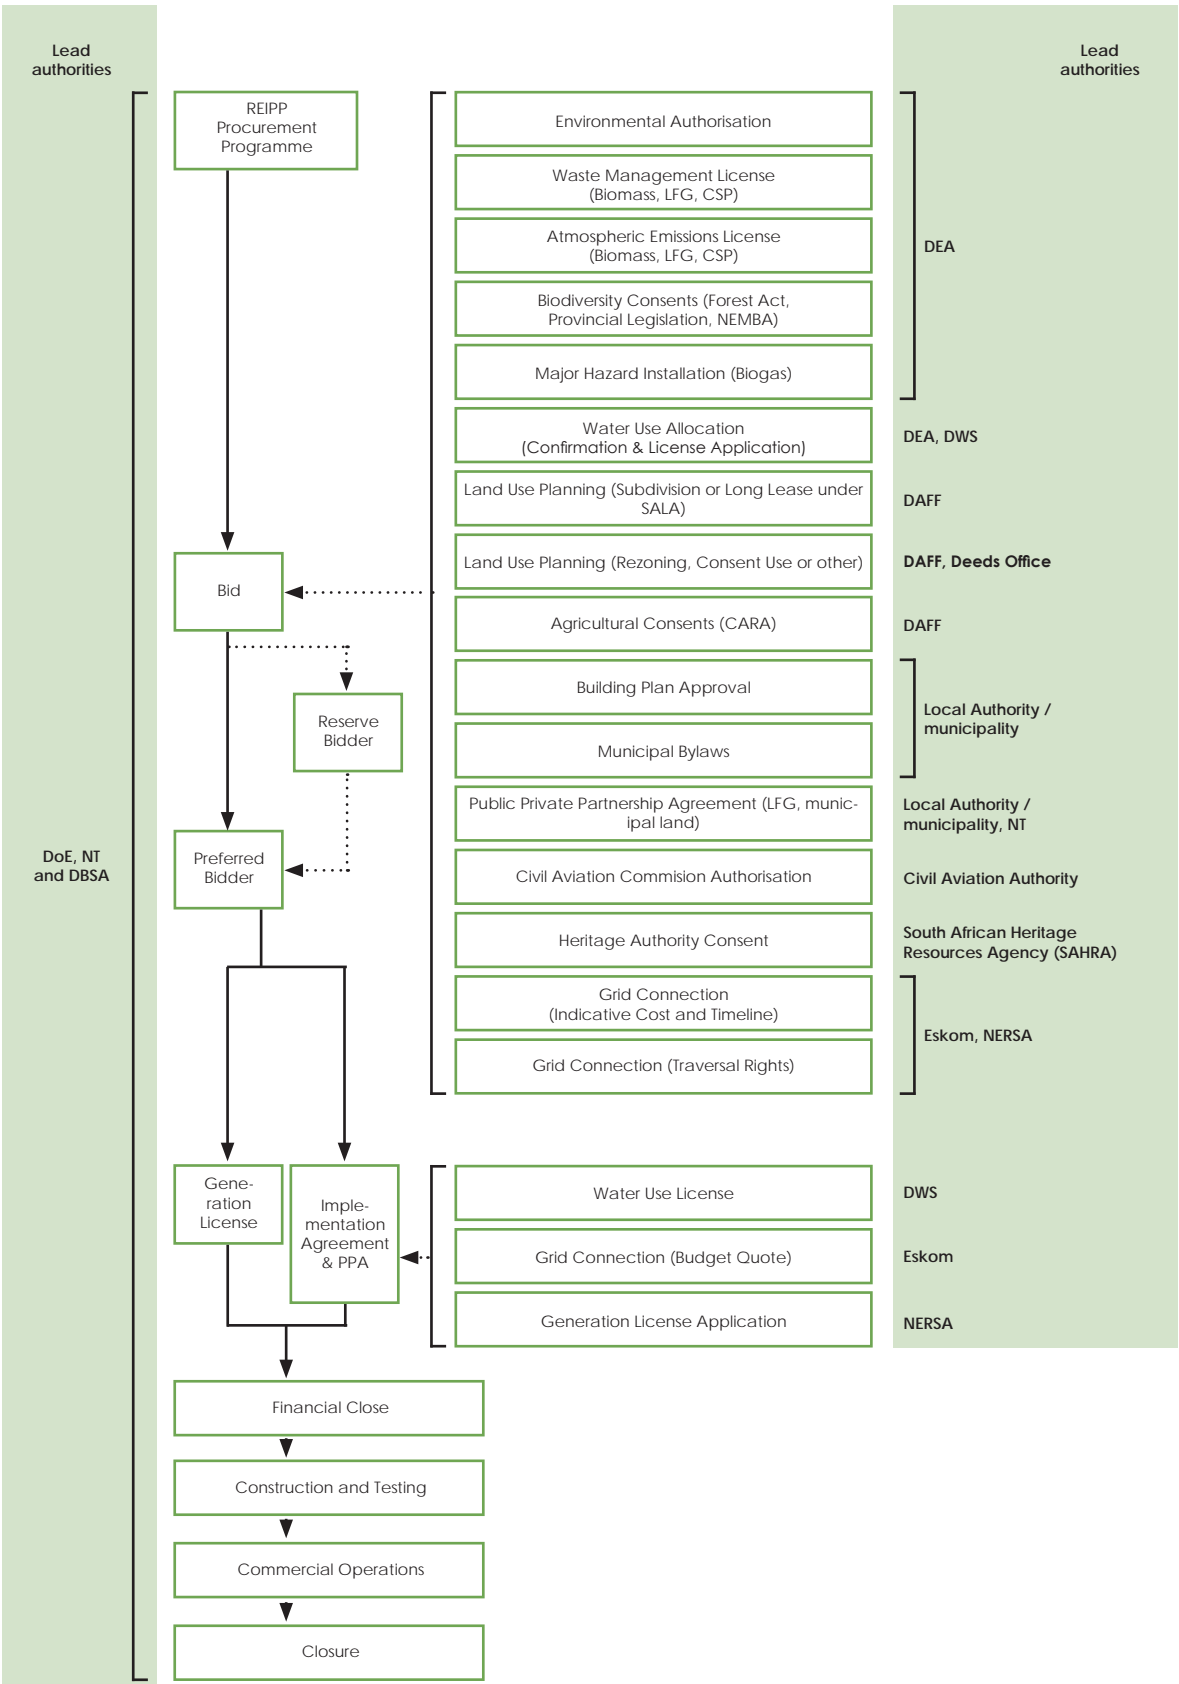 Lead
authorities
DoE, NT
and DBSA
REIPP
Procurement
Programme
Bid
Reserve
Bidder
Preferred
Bidder
Gene-
ration
License
Imple-
mentation
Agreement
& PPA
Financial Close
Construction and Testing
Commercial Operations
Closure
Environmental Authorisation
Waste Management License
(Biomass, LFG, CSP)
Atmospheric Emissions License
(Biomass, LFG, CSP)
Biodiversity Consents (Forest Act,
Provincial Legislation, NEMBA)
Major Hazard Installation (Biogas)
Water Use Allocation
(Confirmation & License Application)
Land Use Planning (Subdivision or Long Lease under
SALA)
Land Use Planning (Rezoning, Consent Use or other)
Agricultural Consents (CARA)
Building Plan Approval
Municipal Bylaws
Public Private Partnership Agreement (LFG, munic-
ipal land)
Civil Aviation Commision Authorisation
Heritage Authority Consent
Grid Connection
(Indicative Cost and Timeline)
Grid Connection (Traversal Rights)
Water Use License
Grid Connection (Budget Quote)
Generation License Application
Lead
authorities
DEA
DEA, DWS
DAFF
DAFF, Deeds Office
DAFF
Local Authority /
municipality
Local Authority /
municipality, NT
Civil Aviation Authority
South African Heritage
Resources Agency (SAHRA)
Eskom, NERSA
DWS
Eskom
NERSA